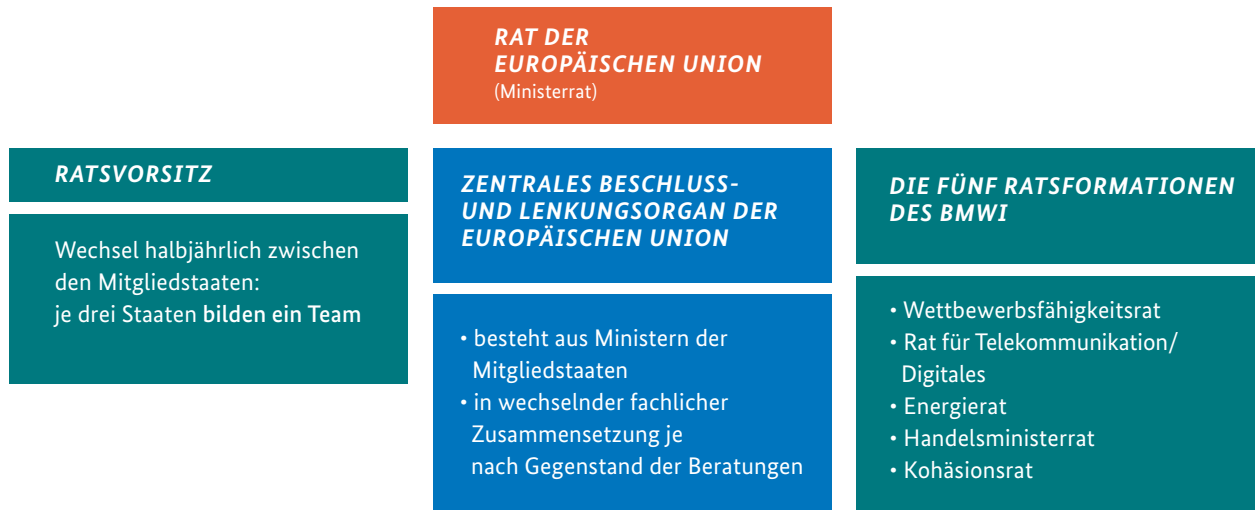 RAT DER
EUROPÄISCHEN UNION
(Ministerrat)
RATSVORSITZ
Wechsel halbjährlich zwischen
den Mitgliedstaaten:
je drei Staaten bilden ein Team
ZENTRALES BESCHLUSS-
UND LENKUNGSORGAN DER
EUROPÄISCHEN UNION
• besteht aus Ministern der
Mitgliedstaaten
• in wechselnder fachlicher
Zusammensetzung je
nach Gegenstand der Beratungen
DIE FÜNF RATSFORMATIONEN
DES BMWI
• Wettbewerbsfähigkeitsrat
• Rat für Telekommunikation/
Digitales
• Energierat
• Handelsministerrat
• Kohäsionsrat